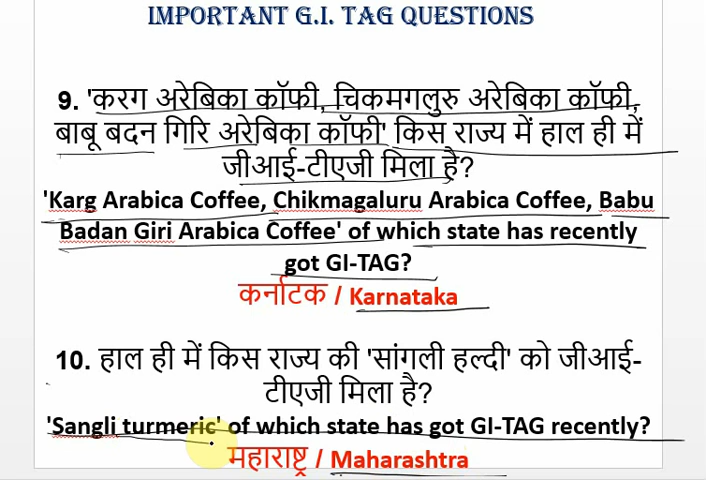 IMPORTANT G.I. TAG QUESTIONS
9. 'करग अरेबिका कॉफी, चिकमगलुरु अरेबिका कॉफी,
बाबू बदन गिरि अरेबिका कॉफी' किस राज्य में हाल ही में
जीआई-टीएजी मिला है?
'Karg Arabica Coffee, Chikmagaluru Arabica Coffee, Babu
Badan Giri Arabica Coffee' of which state has recently
got GI-TAG?
कर्नाटक / Karnataka
10. हाल ही में किस राज्य की 'सांगली हल्दी' को जीआई-
टीएजी मिला है?
'Sangli turmeric' of which state has got GI-TAG recently?
महाराष्ट्र / Maharashtra